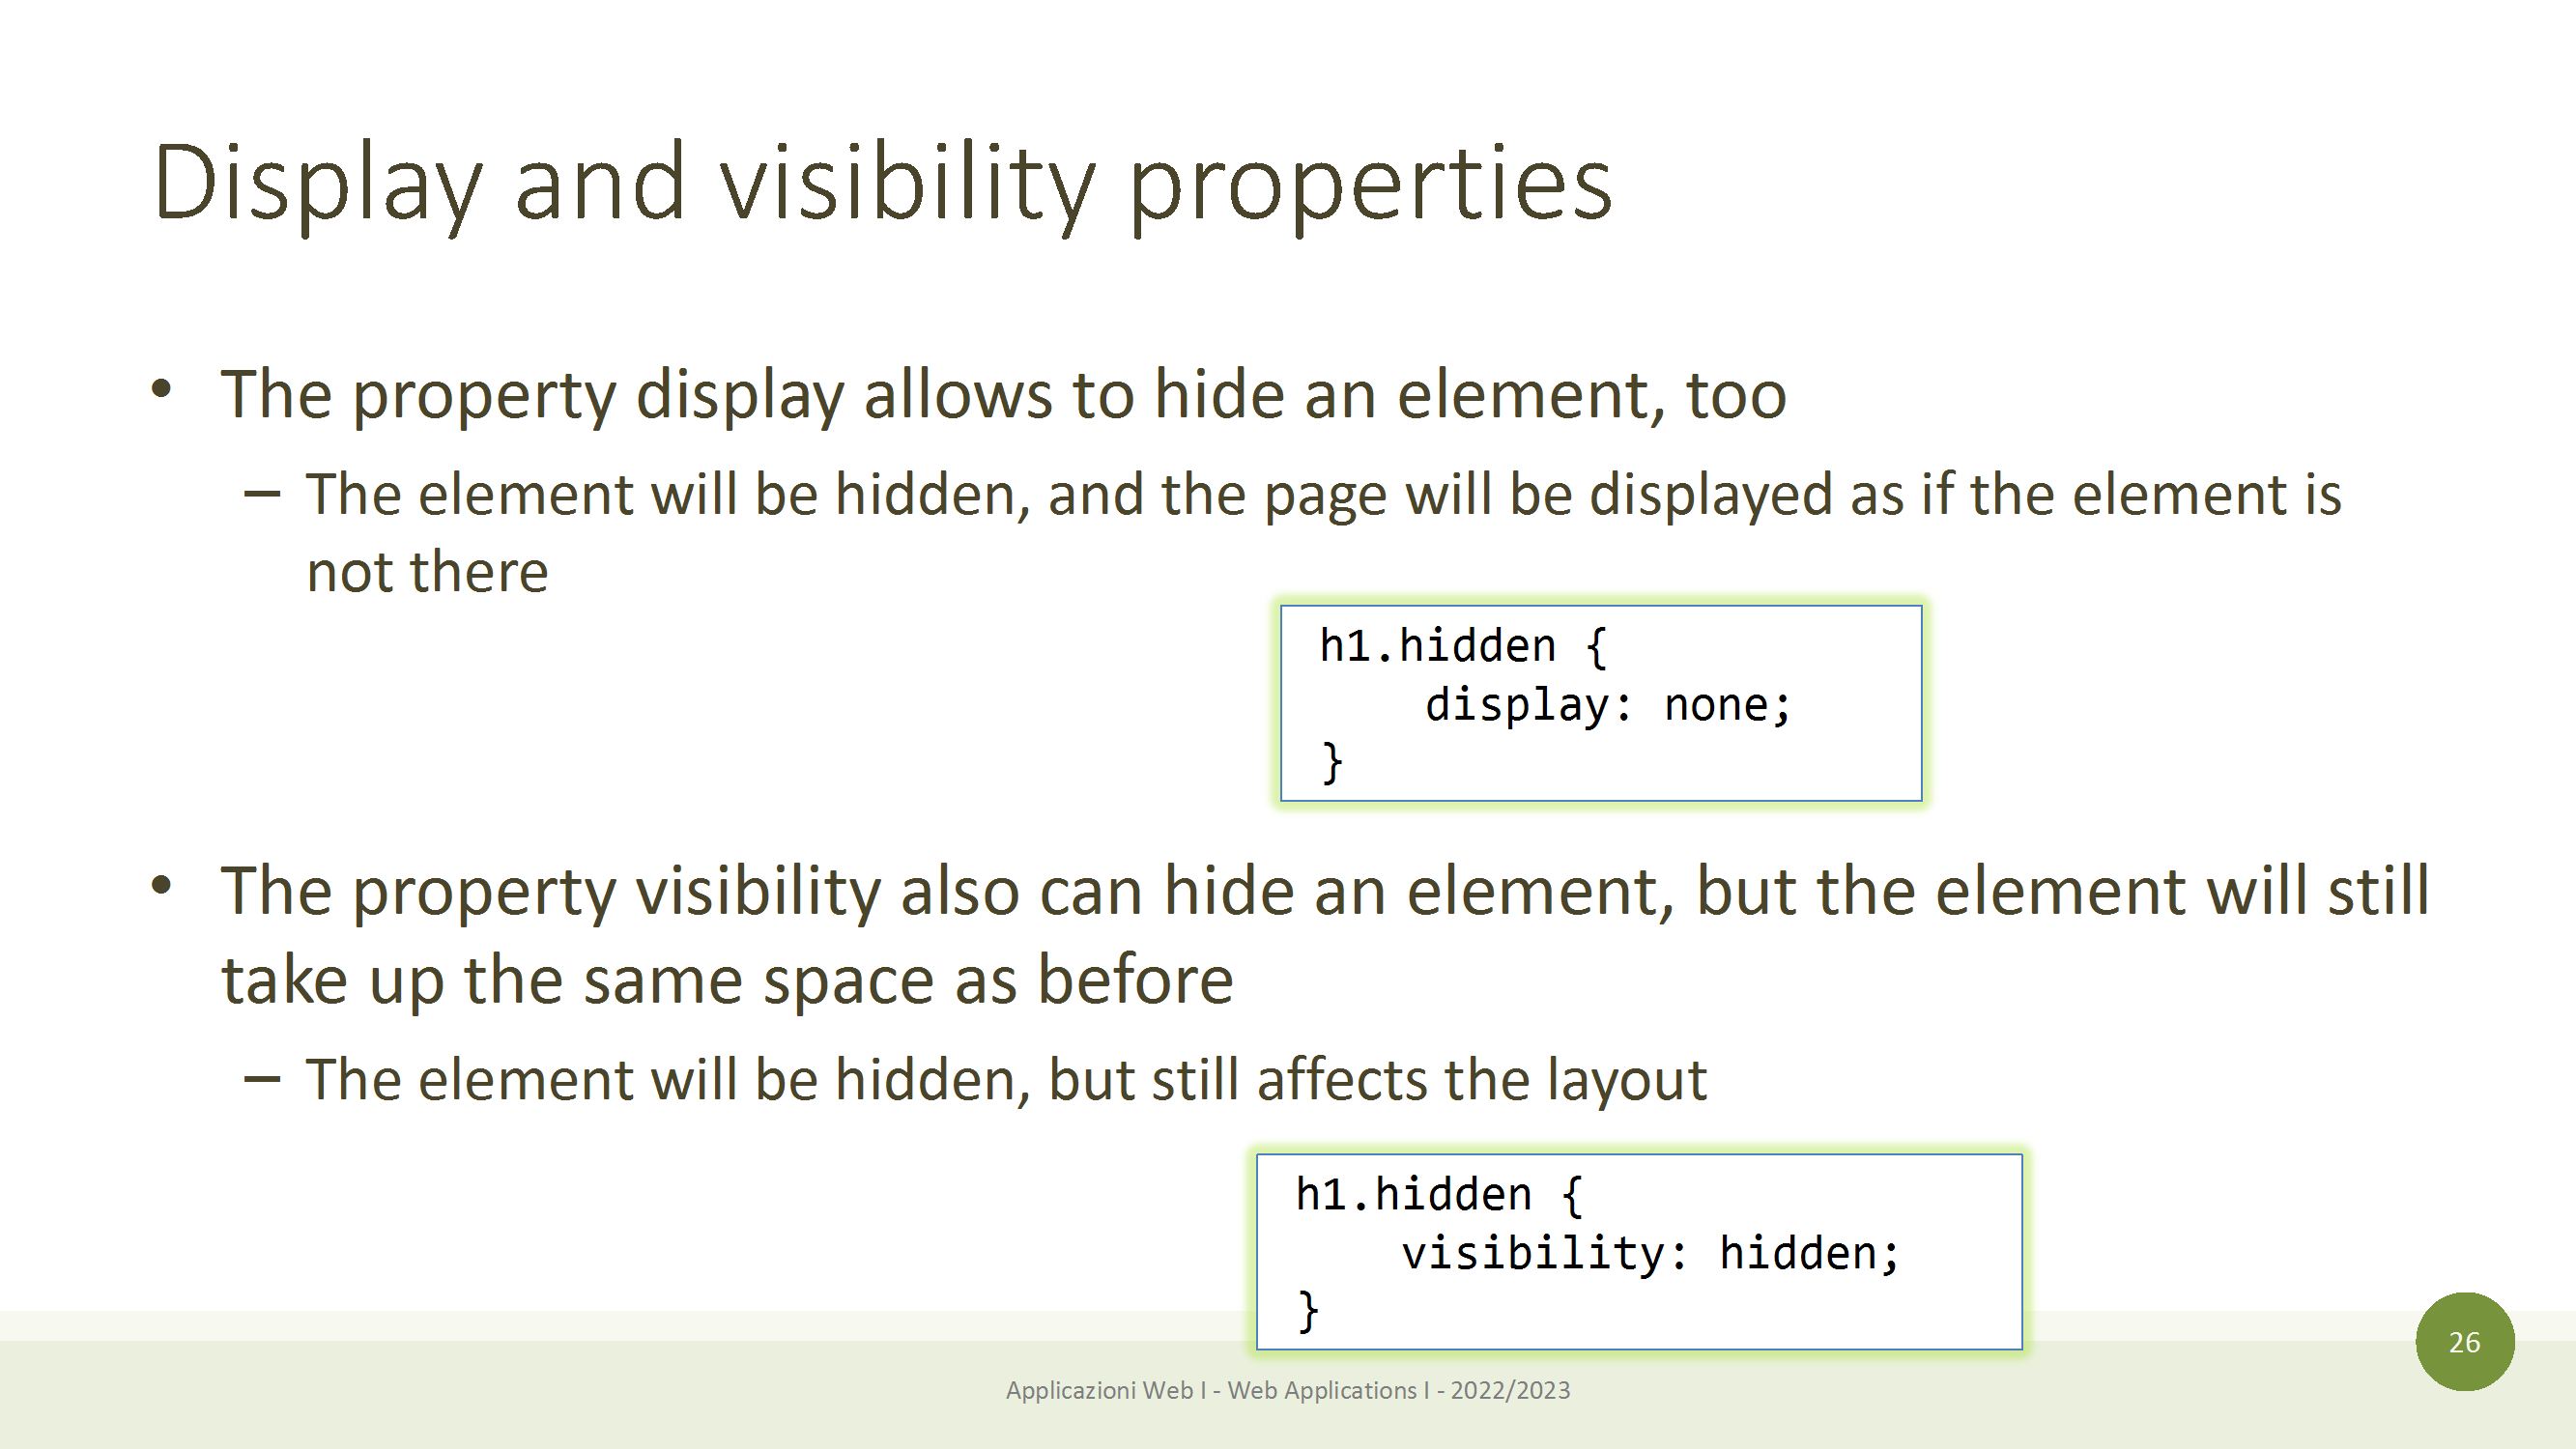 Display and visibility properties
• The property display allows to hide an element, too
– The element will be hidden, and the page will be displayed as if the element is
not there
h1.hidden {
display: none;
}
• The property visibility also can hide an element, but the element will still
take up the same space as before
– The element will be hidden, but still affects the layout
h1.hidden {
visibility: hidden;
}
26
Applicazioni Web I - Web Applications I - 2022/2023